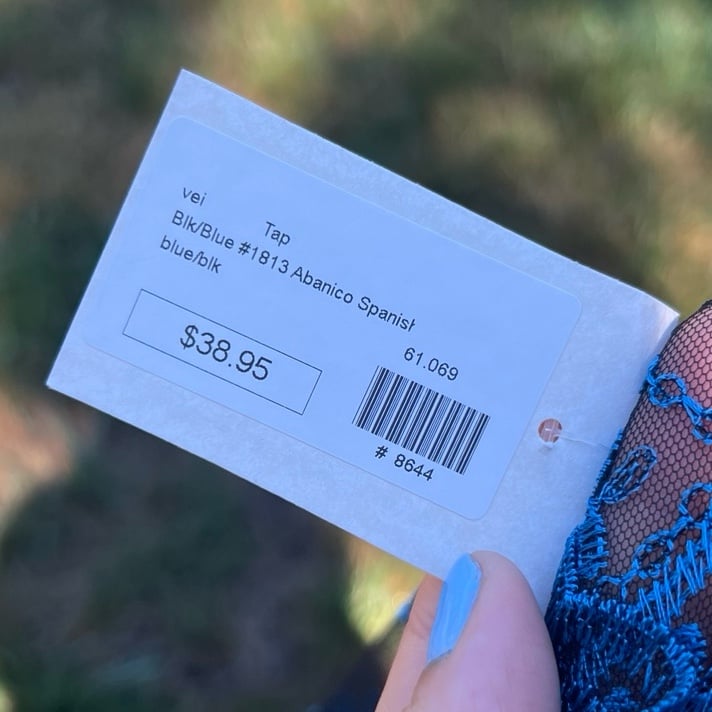 vei
Tap
Blk/Blue #1813 Abanico Spanish
blue/blk
$38.95
61.069
# 8644